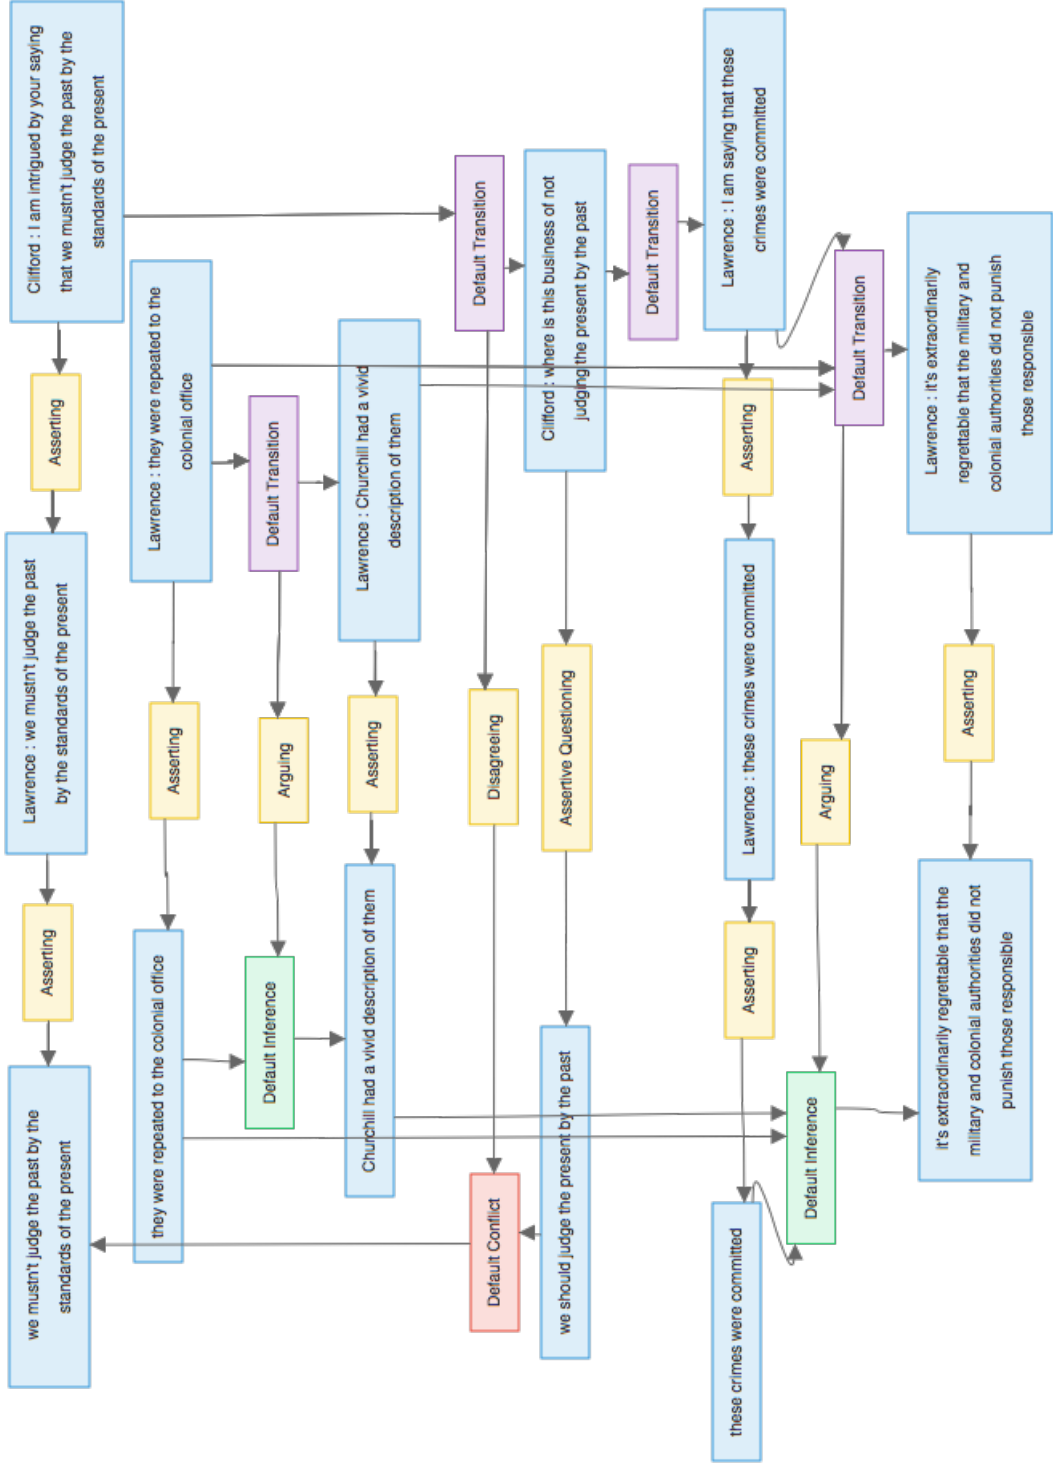 we mustn't judge the past by the
standards of the present
Asserting
Lawrence : we mustn't judge the past
by the standards of the present
Asserting
Clifford : I am intrigued by your saying
that we mustn't judge the past by the
standards of the present
they were repeated to the colonial office
Asserting
Lawrence : they were repeated to the
colonial office
Default Inference
Arguing
Default Transition
Churchill had a vivid description of them
Asserting
Lawrence : Churchill had a vivid
description of them
Default Conflict
Disagreeing
Default Transition
we should judge the present by the past
Assertive Questioning
Clifford : where is this business of not
judging the present by the past
Default Transition
these crimes were committed
Asserting
Lawrence : these crimes were committed
Asserting
Lawrence : I am saying that these
crimes were committed
Default Inference
Arguing
Default Transition
it's extraordinarily regrettable that the
military and colonial authorities did not
punish those responsible
Asserting
Lawrence : it's extraordinarily
regrettable that the military and
colonial authorities did not punish
those responsible